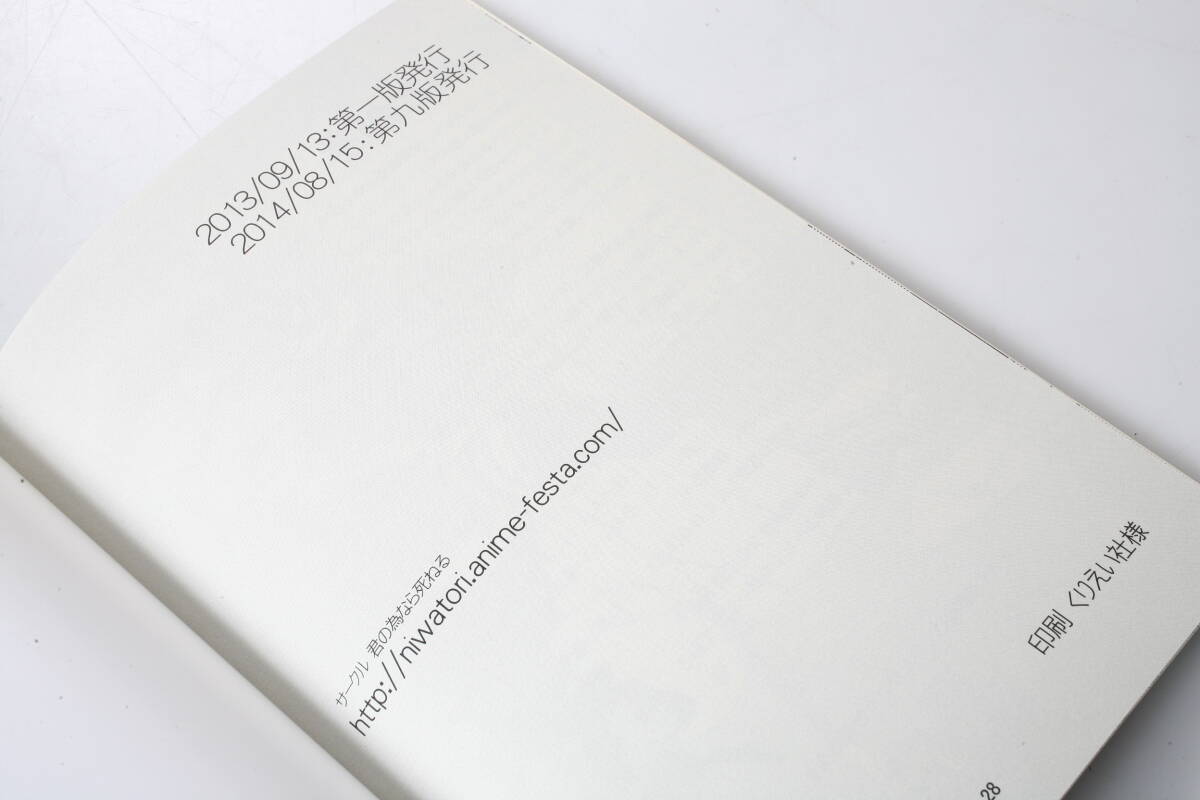 2013/09/13:第一版発行
2014/08/15:第九版発行
サークル 君の為なら死ねる
http://niwatori.anime-festa.com/
印刷 くりえい社様
28